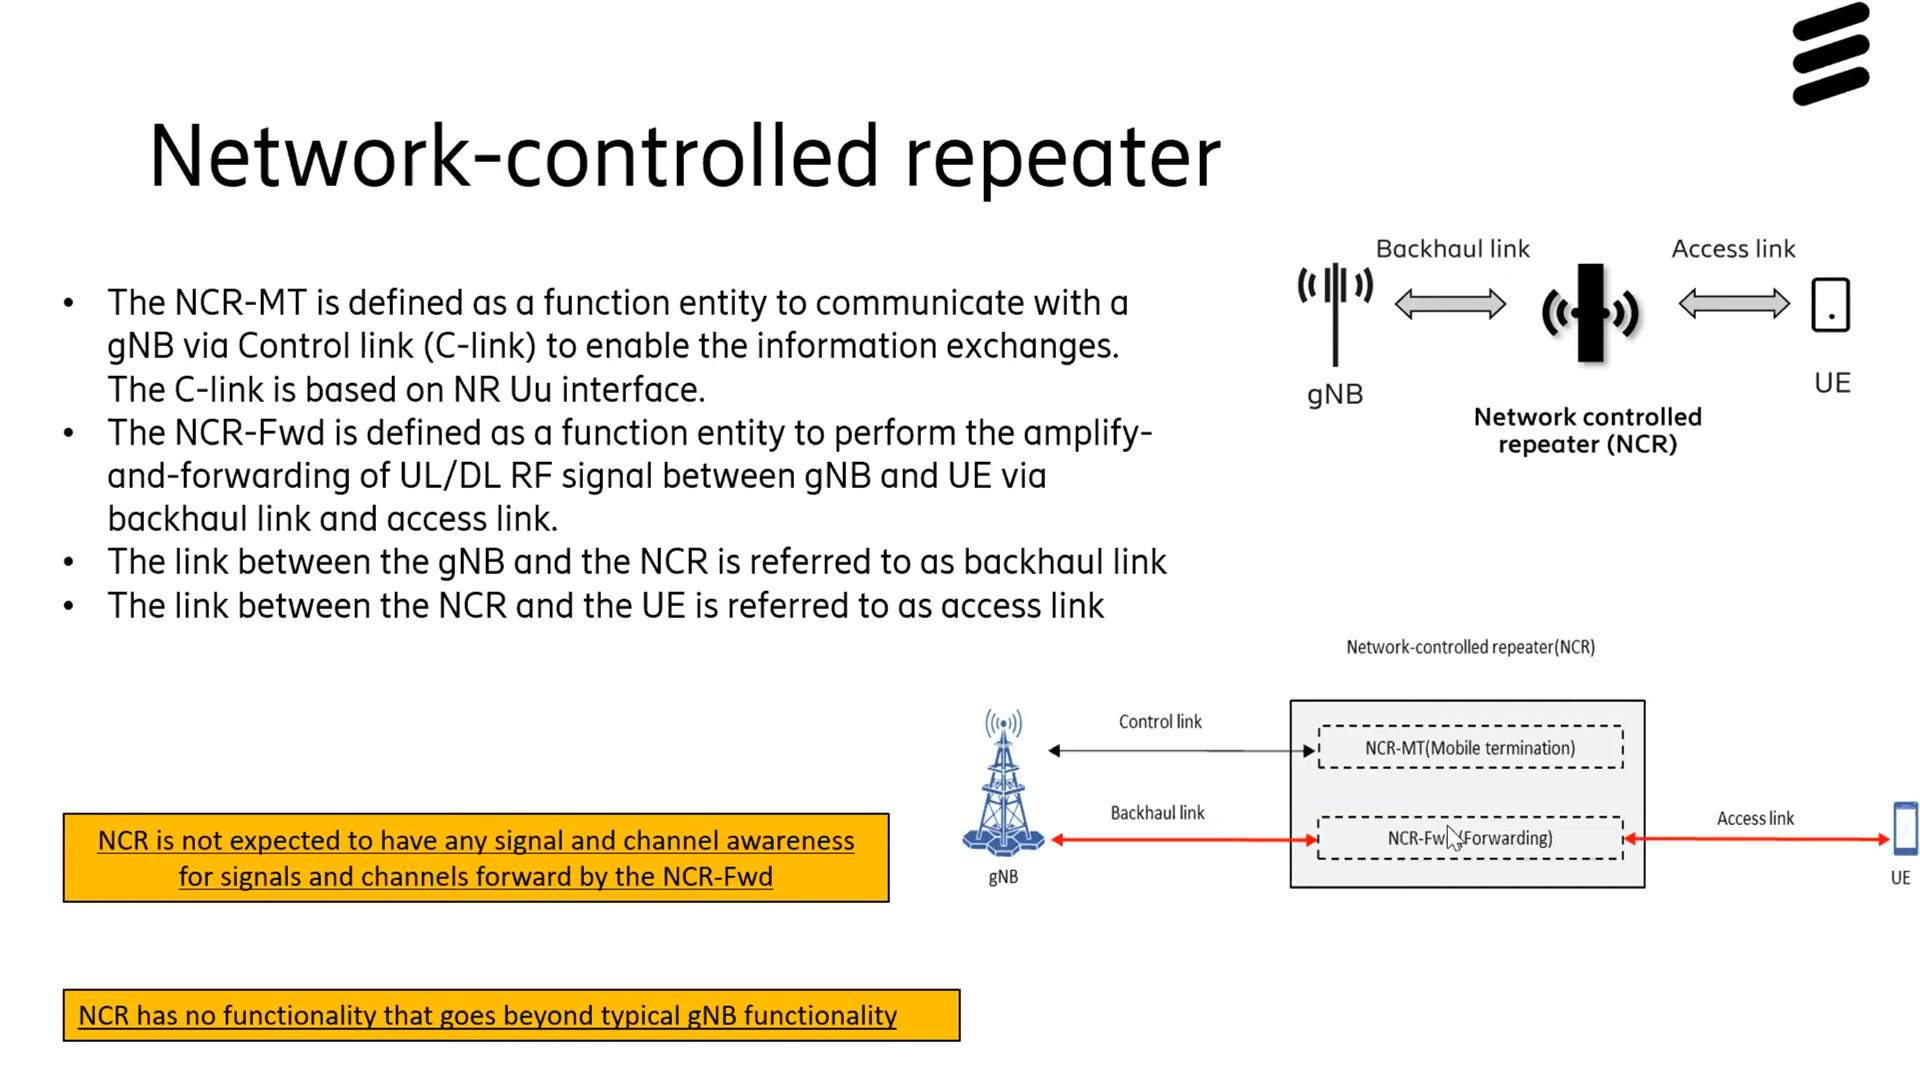 Network-controlled repeater
• The NCR-MT is defined as a function entity to communicate with a
gNB via Control link (C-link) to enable the information exchanges.
The C-link is based on NR Uu interface.
• The NCR-Fwd is defined as a function entity to perform the amplify-
and-forwarding of UL/DL RF signal between gNB and UE via
backhaul link and access link.
• The link between the gNB and the NCR is referred to as backhaul link
• The link between the NCR and the UE is referred to as access link
Backhaul link
Access link
gNB
UE
Network controlled
repeater (NCR)
Network-controlled repeater(NCR)
Control link
NCR-MT(Mobile termination)
Backhaul link
NCR-Fw (Forwarding)
Access link
gNB
UE
NCR is not expected to have any signal and channel awareness
for signals and channels forward by the NCR-Fwd
NCR has no functionality that goes beyond typical gNB functionality